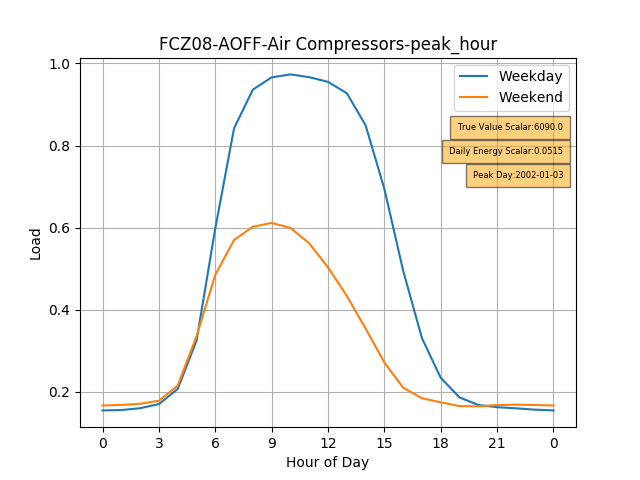 FCZ08-AOFF-Air Compressors-peak_hour
Weekday
Weekend
True Value Scalar:6090.0
Daily Energy Scalar:0.0515
Peak Day:2002-01-03
Load
1.0
0.8
0.6
0.4
0.2
0 3 6 9 12 15 18 21 0
Hour of Day